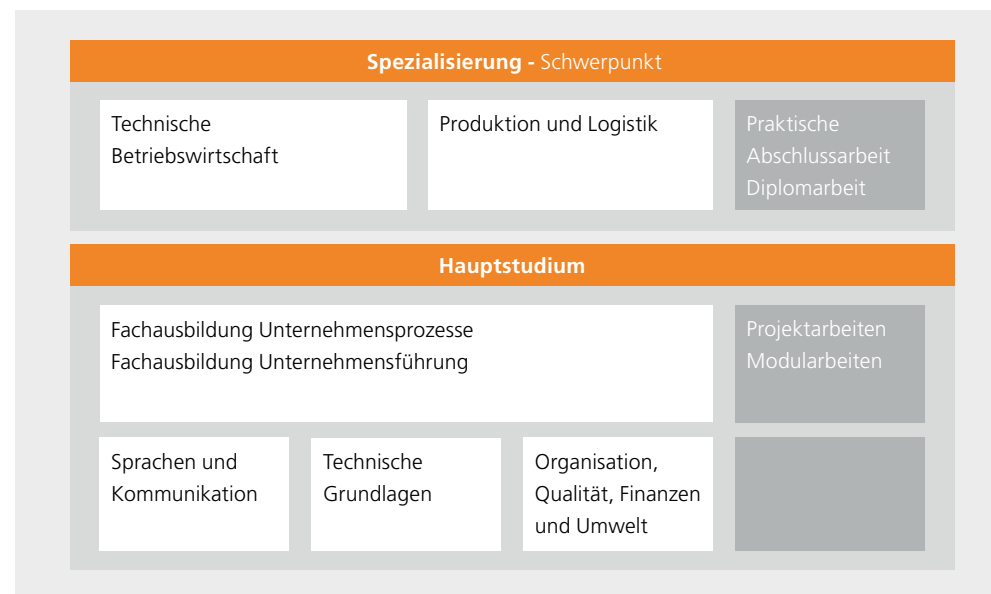 Spezialisierung - Schwerpunkt
Technische
Betriebswirtschaft
Produktion und Logistik
Praktische
Abschlussarbeit
Diplomarbeit
Hauptstudium
Fachausbildung Unternehmensprozesse
Fachausbildung Unternehmensführung
Projektarbeiten
Modularbeiten
Sprachen und
Kommunikation
Technische
Grundlagen
Organisation,
Qualität, Finanzen
und Umwelt